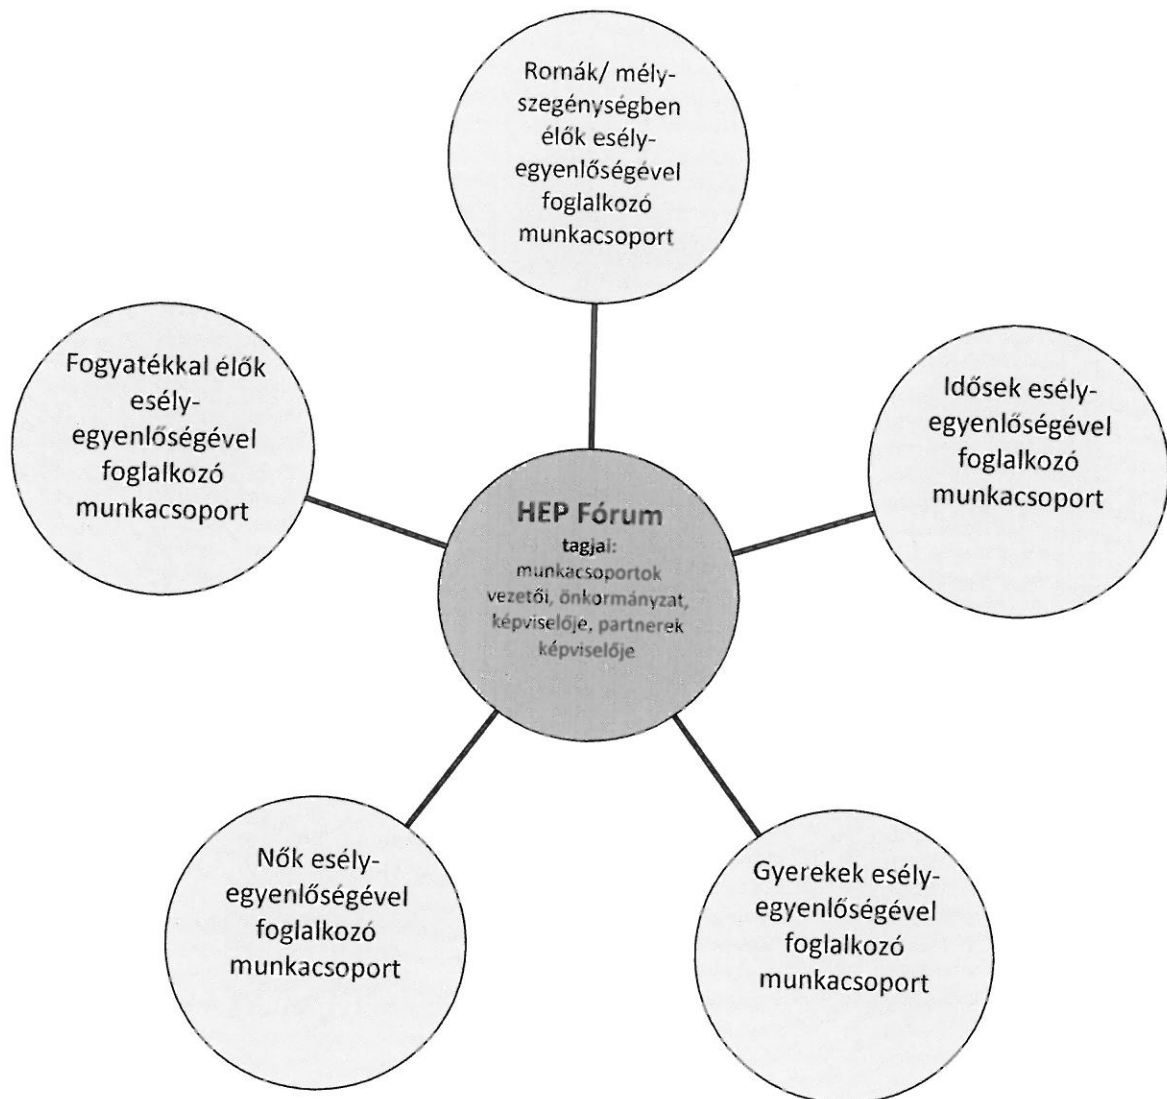 Romák/ mély-
szegénységben
élők esély-
egyenlőségével
foglalkozó
munkacsoport
Fogyatékkal élők
esély-
egyenlőségével
foglalkozó
munkacsoport
Idősek esély-
egyenlőségével
foglalkozó
munkacsoport
HEP Fórum
tagjai:
munkacsoportok
vezetői, önkormányzat,
képviselője, partnerek
képviselője
Nők esély-
egyenlőségével
foglalkozó
munkacsoport
Gyerekek esély-
egyenlőségével
foglalkozó
munkacsoport